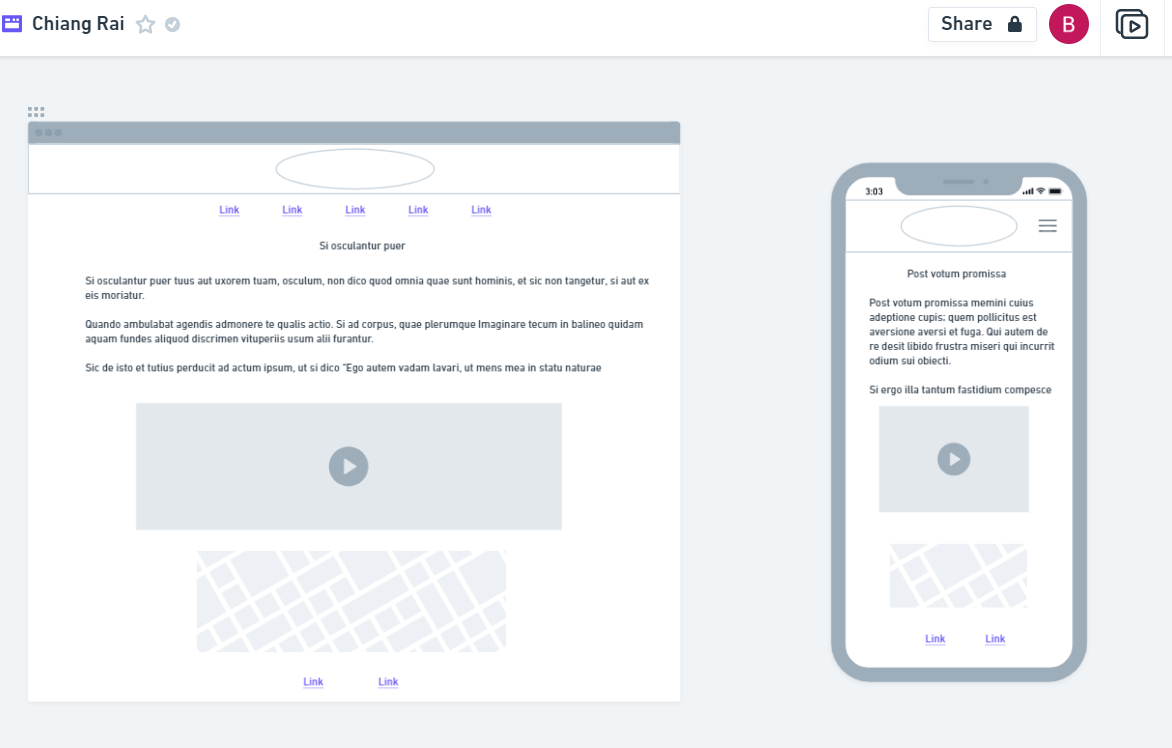 Chiang Rai
Share
B
Link Link Link Link Link
Si osculantur puer
Si osculantur puer tuus aut uxorem tuam, osculum, non dico quod omnia quae sunt hominis, et sic non tangetur, si aut ex
eis moriatur.
Quando ambulabat agendis admonere te qualis actio. Si ad corpus, quae plerumque Imaginare tecum in balineo quidam
aquam fundes aliquod discrimen vituperiis usum alii furantur.
Sic de isto et tutius perducit ad actum ipsum, ut si dico "Ego autem vadam lavari, ut mens mea in statu naturae
Link Link
3:03
Post votum promissa
Post votum promissa memini cuius
adeptione cupis; quem pollicitus est
aversione aversi et fuga. Qui autem de
re desit libido frustra miseri qui incurrit
odium sui obiecti.
Si ergo illa tantum fastidium compesce
Link Link